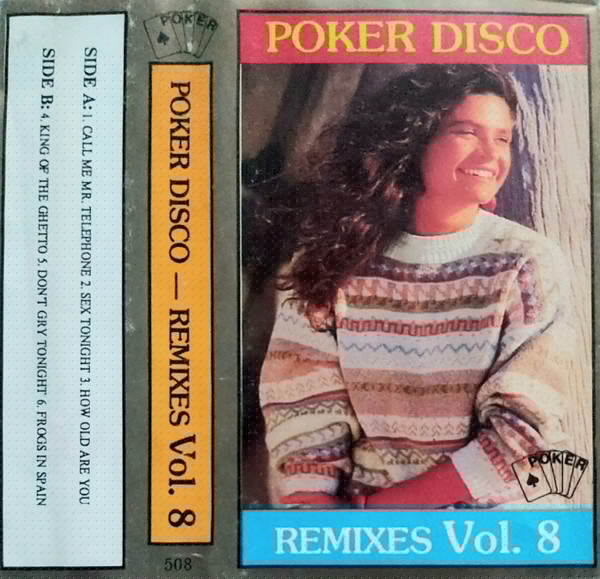 SIDE A: 1. CALL ME MR. TELEPHONE 2. SEX TONIGHT 3. HOW OLD ARE YOU
SIDE B: 4. KING OF THE GHETTO 5. DON'T GRY TONIGHT 6. FROGS IN SPAIN
POKER
POKER DISCO — REMIXES Vol. 8
508
POKER DISCO
POKER
REMIXES Vol. 8